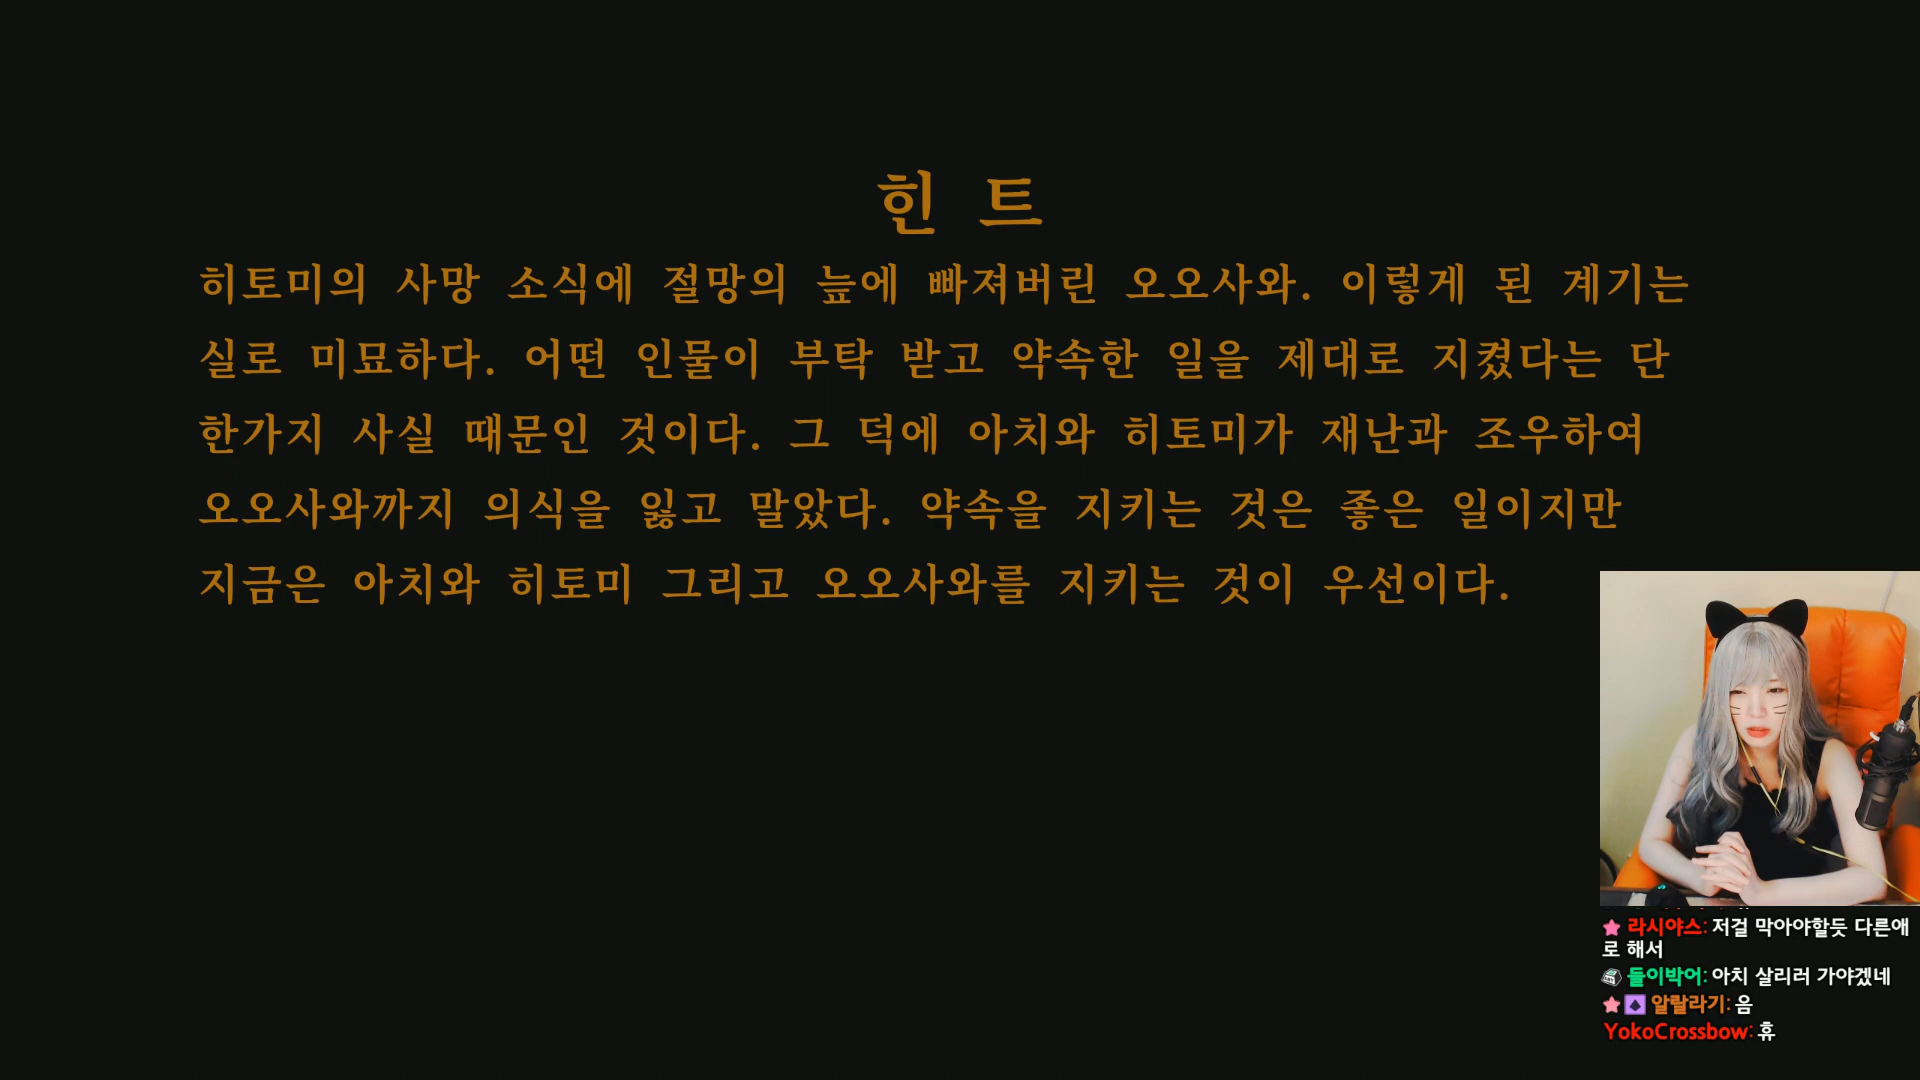 힌 트
히토미의 사망 소식에 절망의 늪에 빠져버린 오오사와. 이렇게 된 계기는
실로 미묘하다. 어떤 인물이 부탁 받고 약속한 일을 제대로 지켰다는 단
한가지 사실 때문인 것이다. 그 덕에 아치와 히토미가 재난과 조우하여
오오사와까지 의식을 잃고 말았다. 약속을 지키는 것은 좋은 일이지만
지금은 아치와 히토미 그리고 오오사와를 지키는 것이 우선이다.
라시야스: 저걸 막아야할듯 다른애
로 해서
들이박어: 아치 살리러 가야겠네
알랄라기: 음
YokoCrossbow: 휴